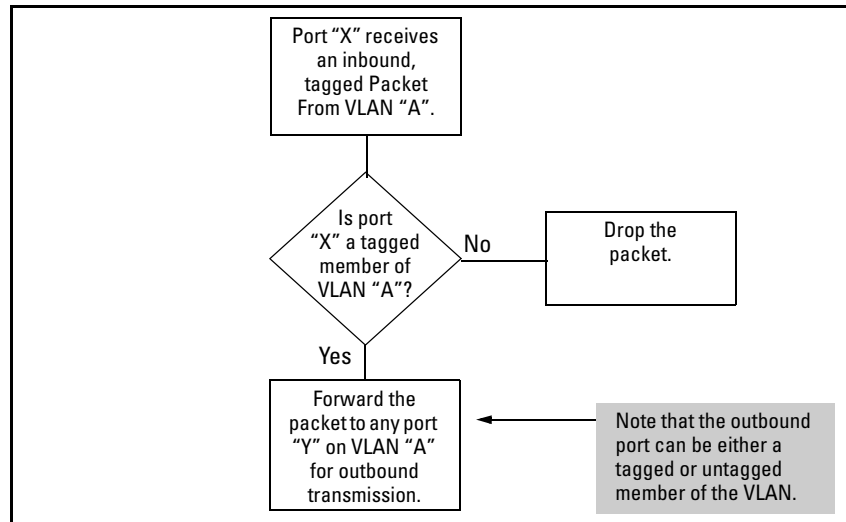 Port “X” receives
an inbound,
tagged Packet
From VLAN “A”.
Is port
“X” a tagged
member of
VLAN “A”?
No
Drop the
packet.
Yes
Forward the
packet to any port
“Y” on VLAN “A”
for outbound
transmission.
Note that the outbound
port can be either a
tagged or untagged
member of the VLAN.